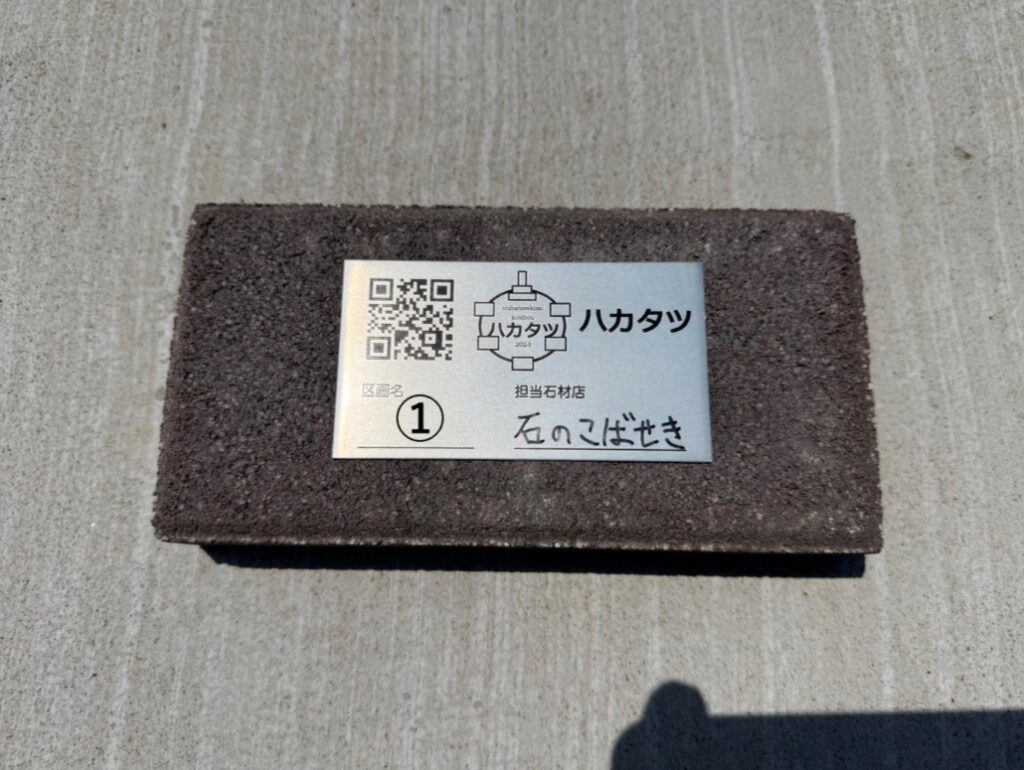 ハカタツ
2024
ハカタツ
区画名
①
担当石材店
石のこばせき